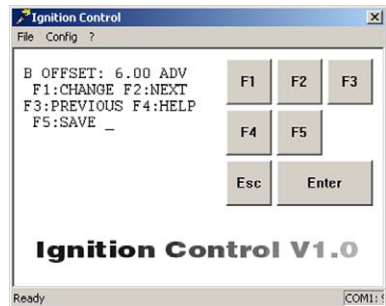 Ignition Control
File Config ?
B OFFSET: 6.00 ADV
F1:CHANGE F2:NEXT
F3:PREVIOUS F4:HELP
F5:SAVE _
F1 F2 F3
F4 F5
Esc Enter
Ignition Control V1.0
Ready COM1: